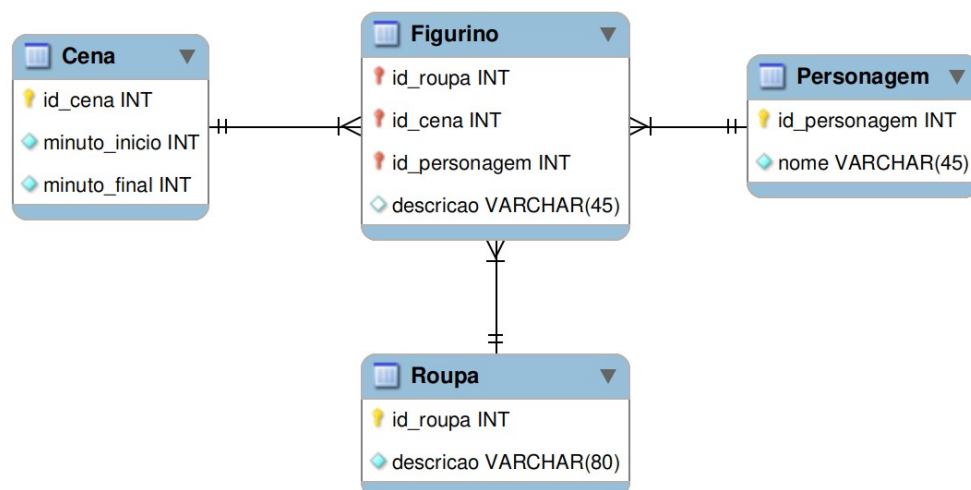 Cena
id_cena INT
minuto_inicio INT
minuto_final INT
Figurino
id_roupa INT
id_cena INT
id_personagem INT
descricao VARCHAR(45)
Personagem
id_personagem INT
nome VARCHAR(45)
Roupa
id_roupa INT
descricao VARCHAR(80)